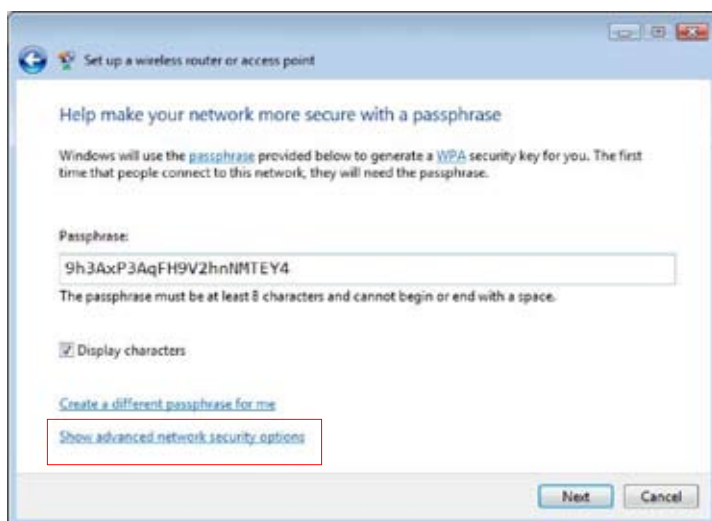 Set up a wireless router or access point
Help make your network more secure with a passphrase
Windows will use the passphrase provided below to generate a WPA security key for you. The first
time that people connect to this network, they will need the passphrase.
Passphrase:
9h3AxP3AqFH9V2hnNMTEY4
The passphrase must be at least 8 characters and cannot begin or end with a space.
Display characters
Create a different passphrase for me
Show advanced network security options
Next Cancel